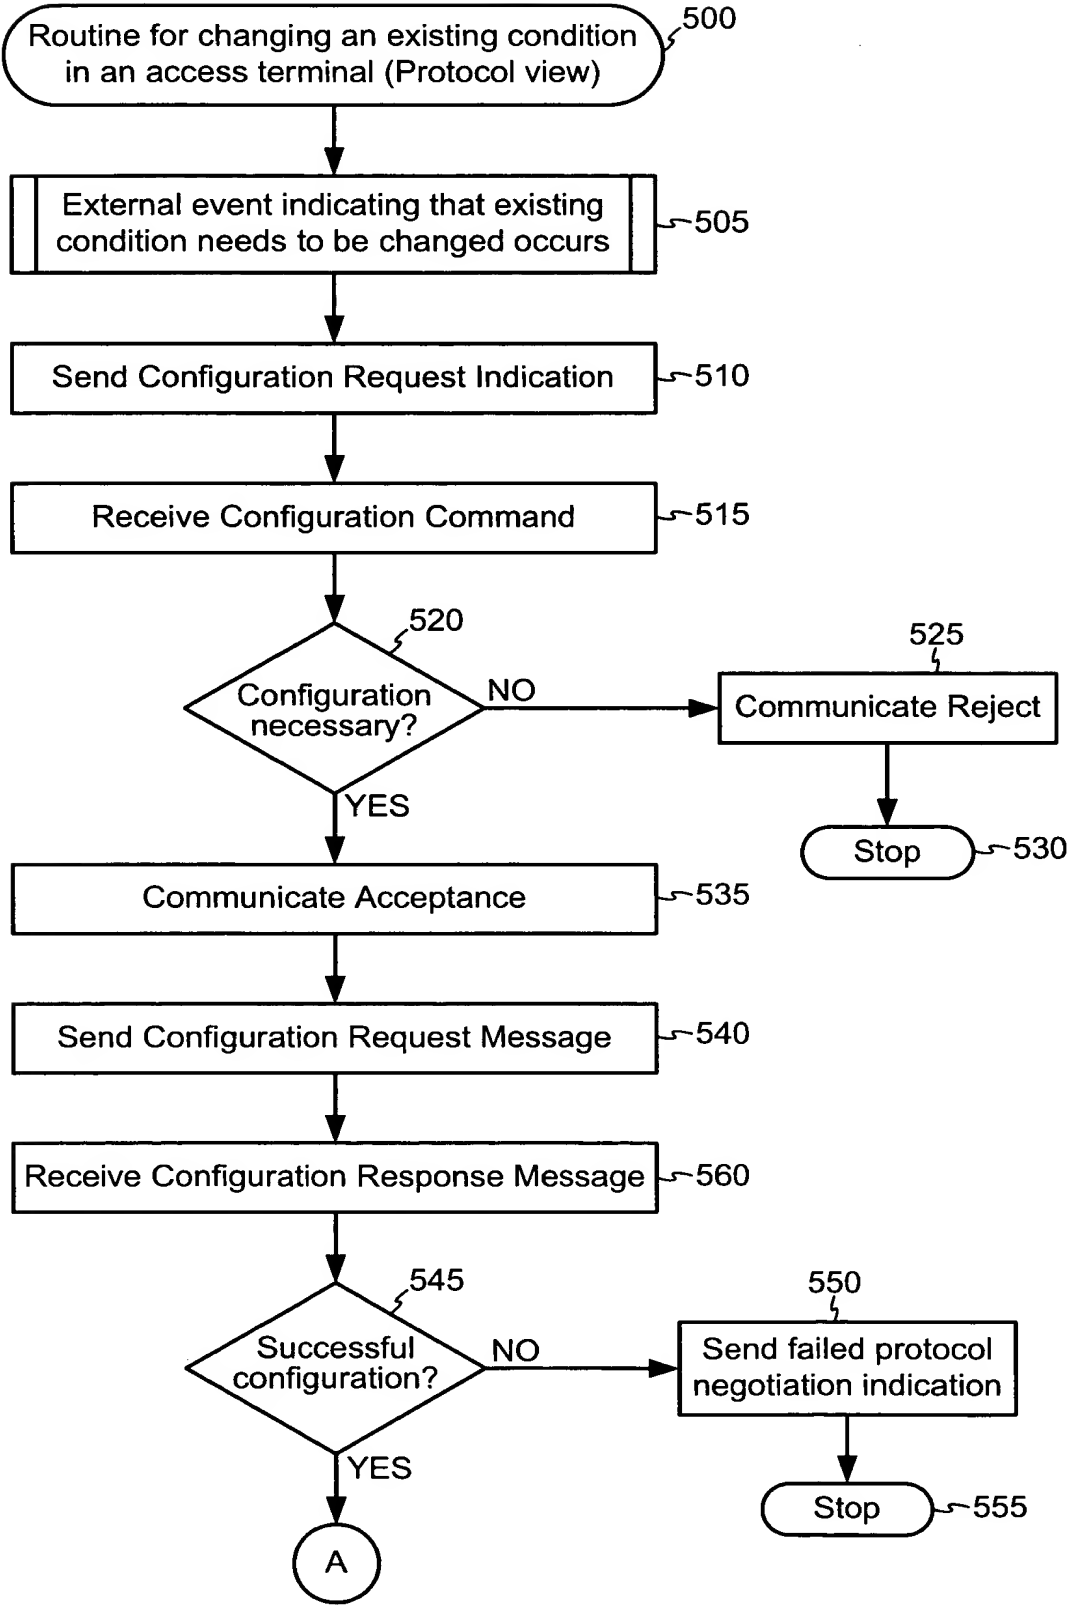 Routine for changing an existing condition
in an access terminal (Protocol view)
500
External event indicating that existing
condition needs to be changed occurs
505
Send Configuration Request Indication
510
Receive Configuration Command
515
520
Configuration
necessary?
NO
525
Communicate Reject
YES
Stop
530
Communicate Acceptance
535
Send Configuration Request Message
540
Receive Configuration Response Message
560
545
Successful
configuration?
NO
550
Send failed protocol
negotiation indication
YES
Stop
555
A